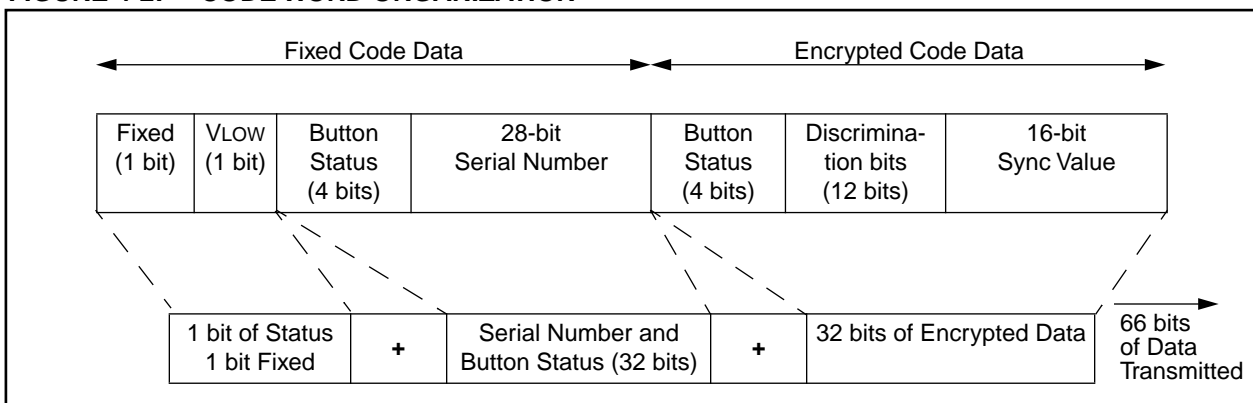 Fixed Code Data
Encrypted Code Data
Fixed
(1 bit)
VLOW
(1 bit)
Button
Status
(4 bits)
28-bit
Serial Number
Button
Status
(4 bits)
Discrimina-
tion bits
(12 bits)
16-bit
Sync Value
1 bit of Status
1 bit Fixed
+
Serial Number and
Button Status (32 bits)
+
32 bits of Encrypted Data
66 bits
of Data
Transmitted